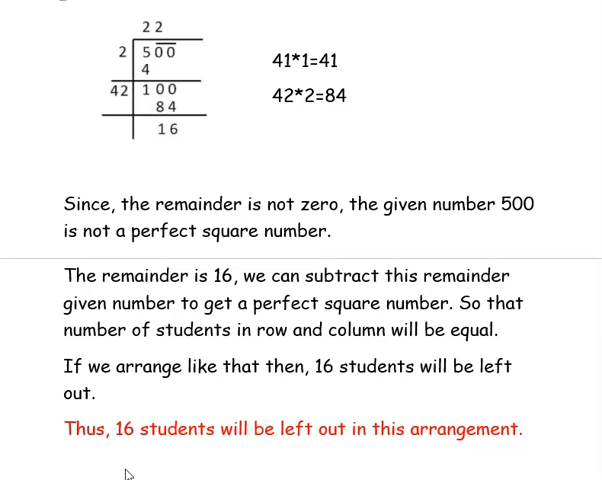 22
2 500
4
42 100
84
16
41*1=41
42*2=84
Since, the remainder is not zero, the given number 500
is not a perfect square number.
The remainder is 16, we can subtract this remainder
given number to get a perfect square number. So that
number of students in row and column will be equal.
If we arrange like that then, 16 students will be left
out.
Thus, 16 students will be left out in this arrangement.